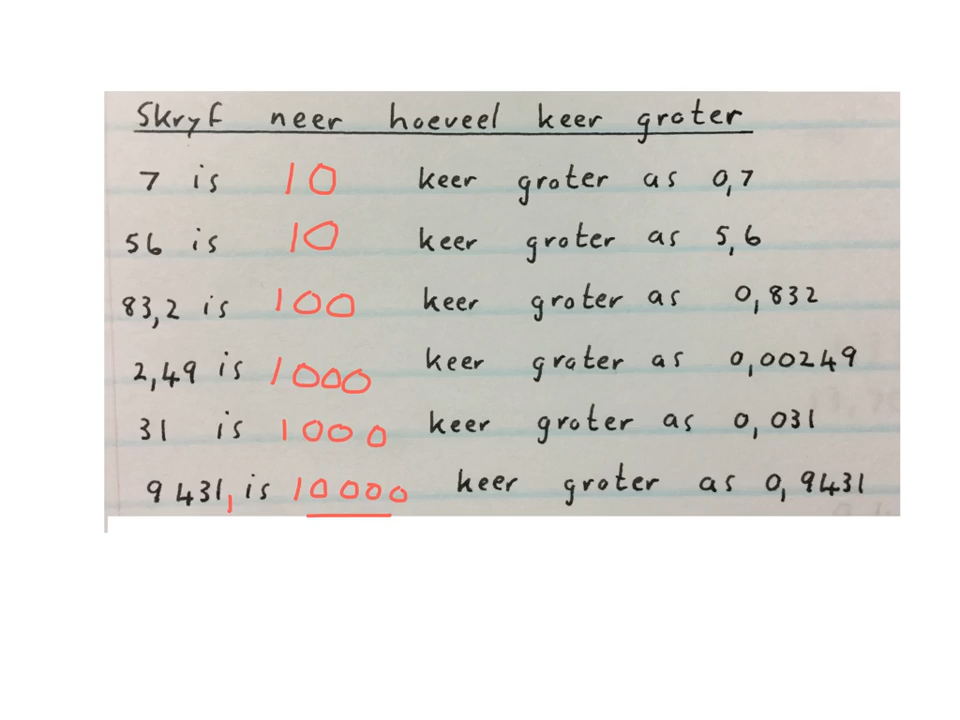 Skryf neer hoeveel keer groter
7 is 10 keer groter as 0,7
56 is 10 keer groter as 5,6
83,2 is 100 keer groter as 0,832
2,49 is 1000 keer groter as 0,00249
31 is 1000 keer groter as 0,031
9 431, is 10000 keer groter as 0,9431